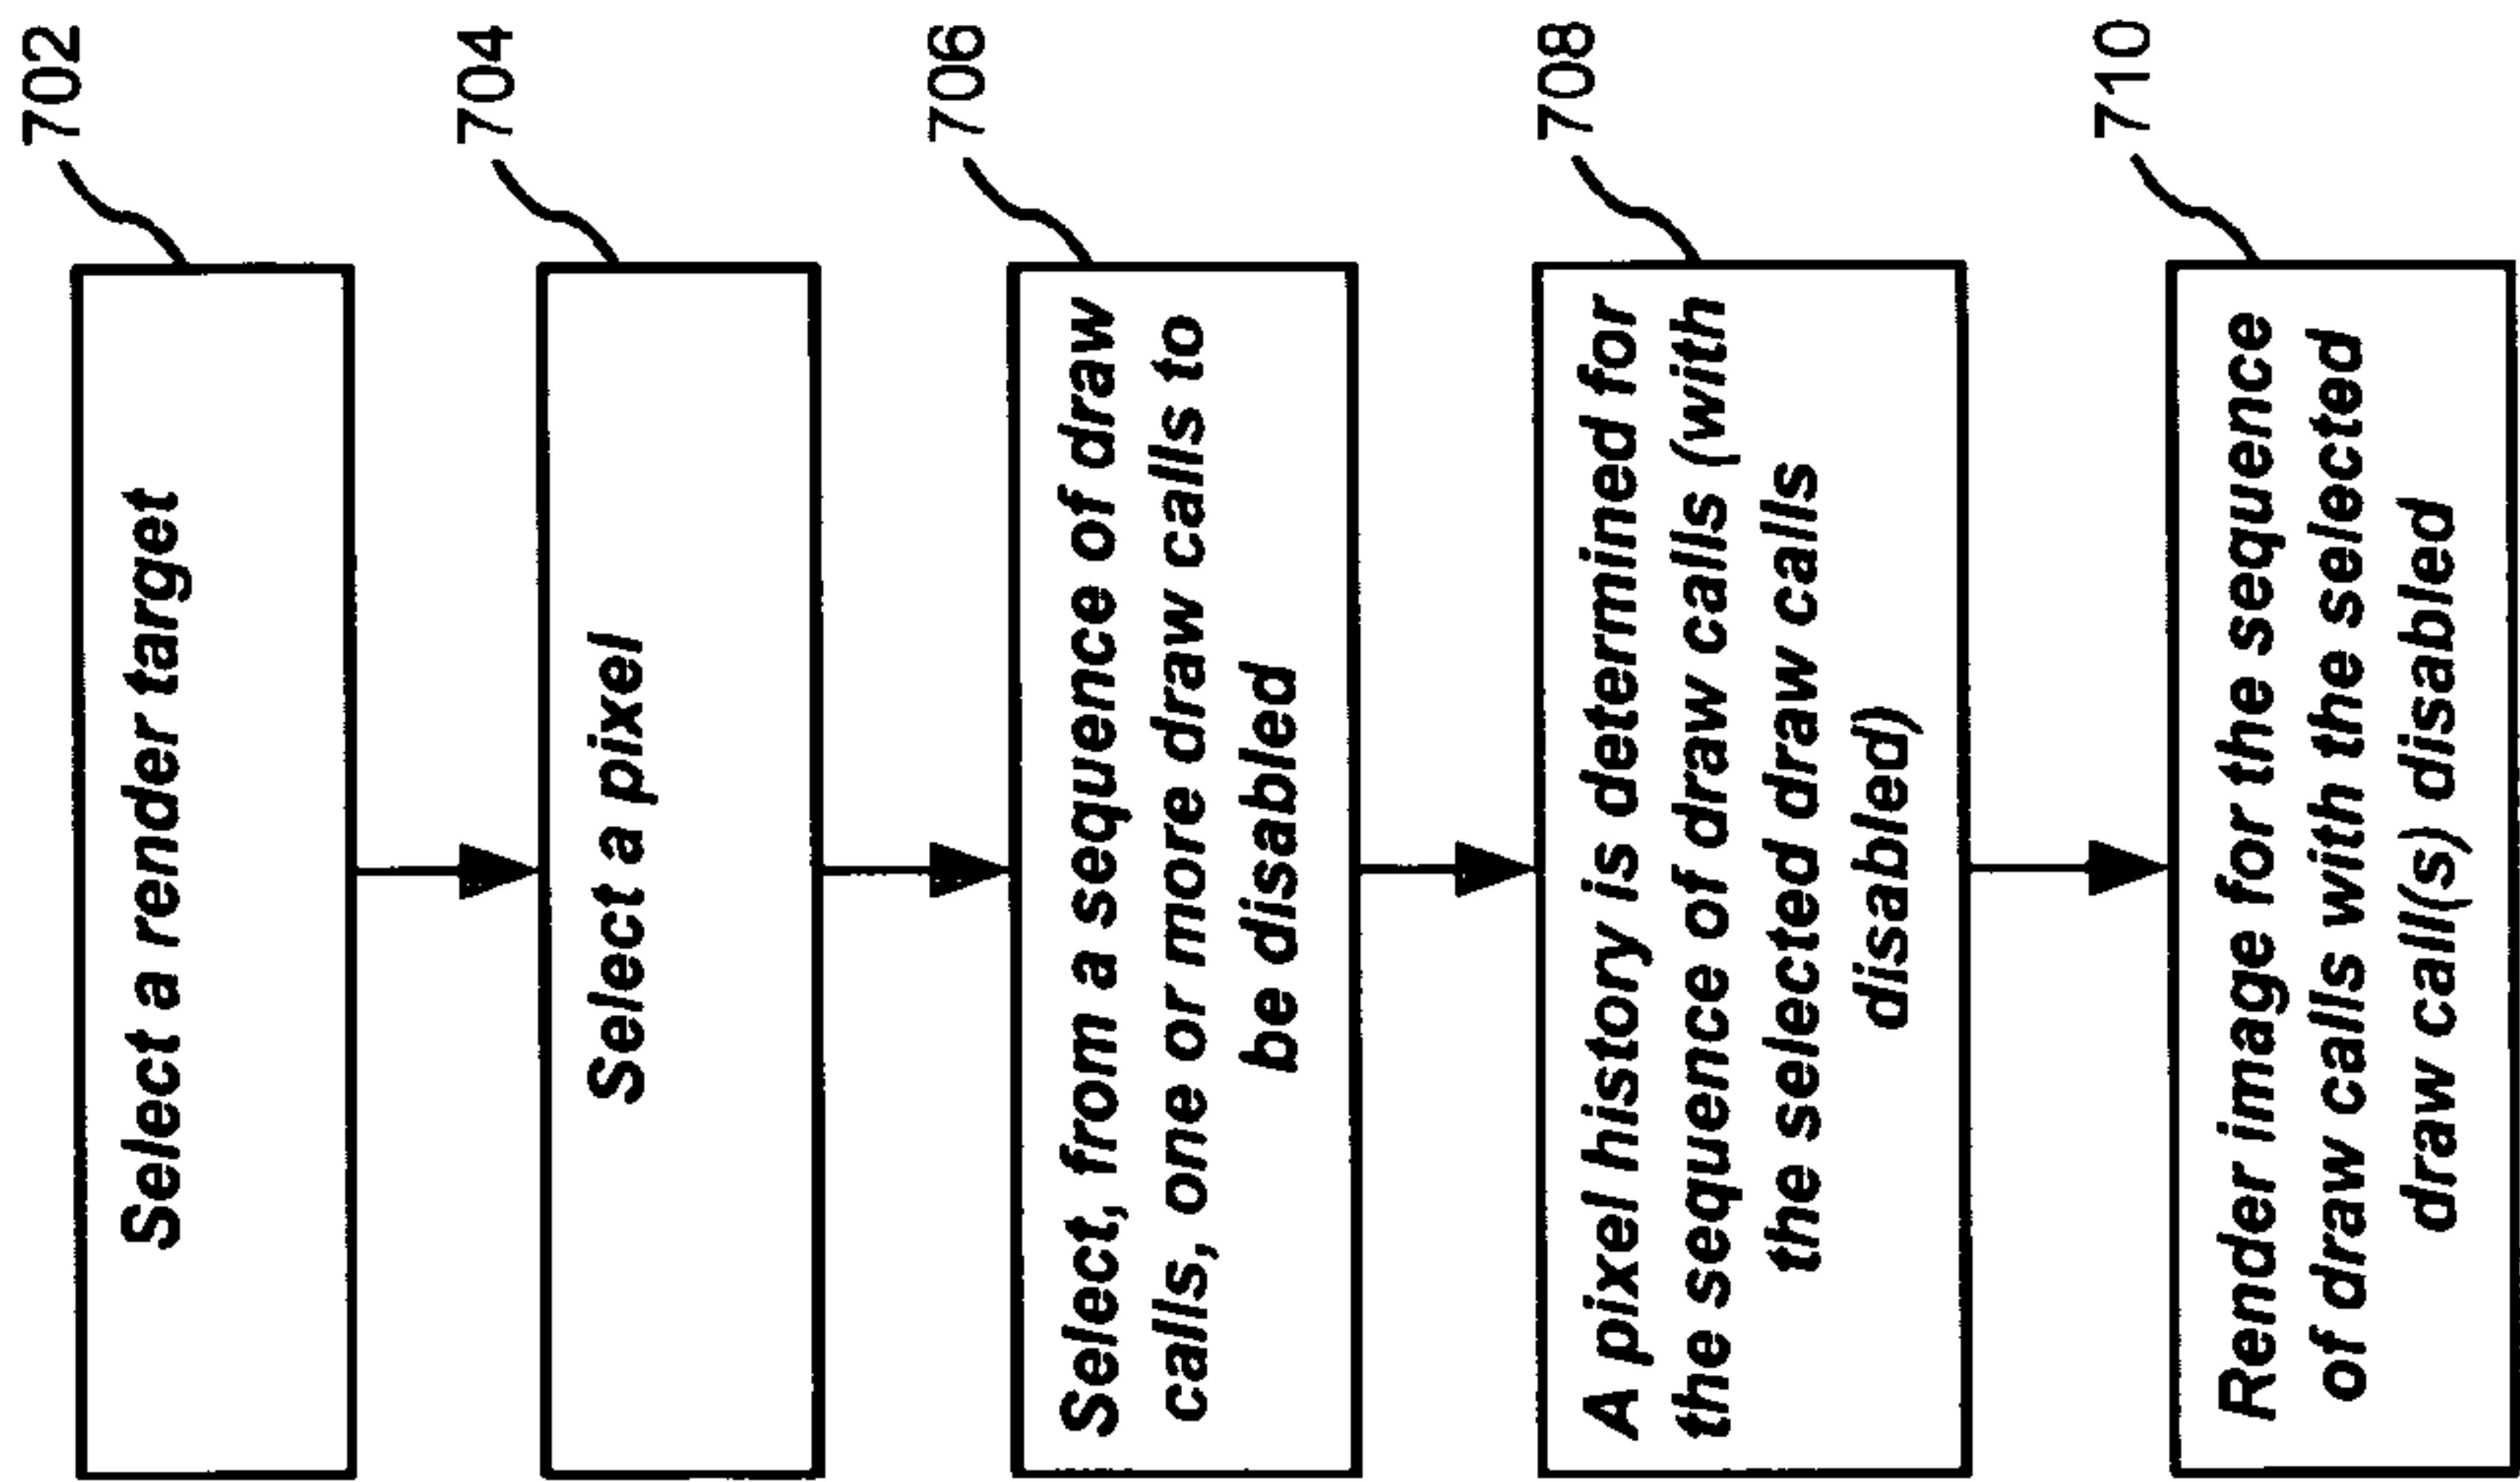 702
Select a render target
704
Select a pixel
706
Select, from a sequence of draw
calls, one or more draw calls to
be disabled
708
A pixel history is determined for
the sequence of draw calls (with
the selected draw calls
disabled)
710
Render image for the sequence
of draw calls with the selected
draw call(s) disabled